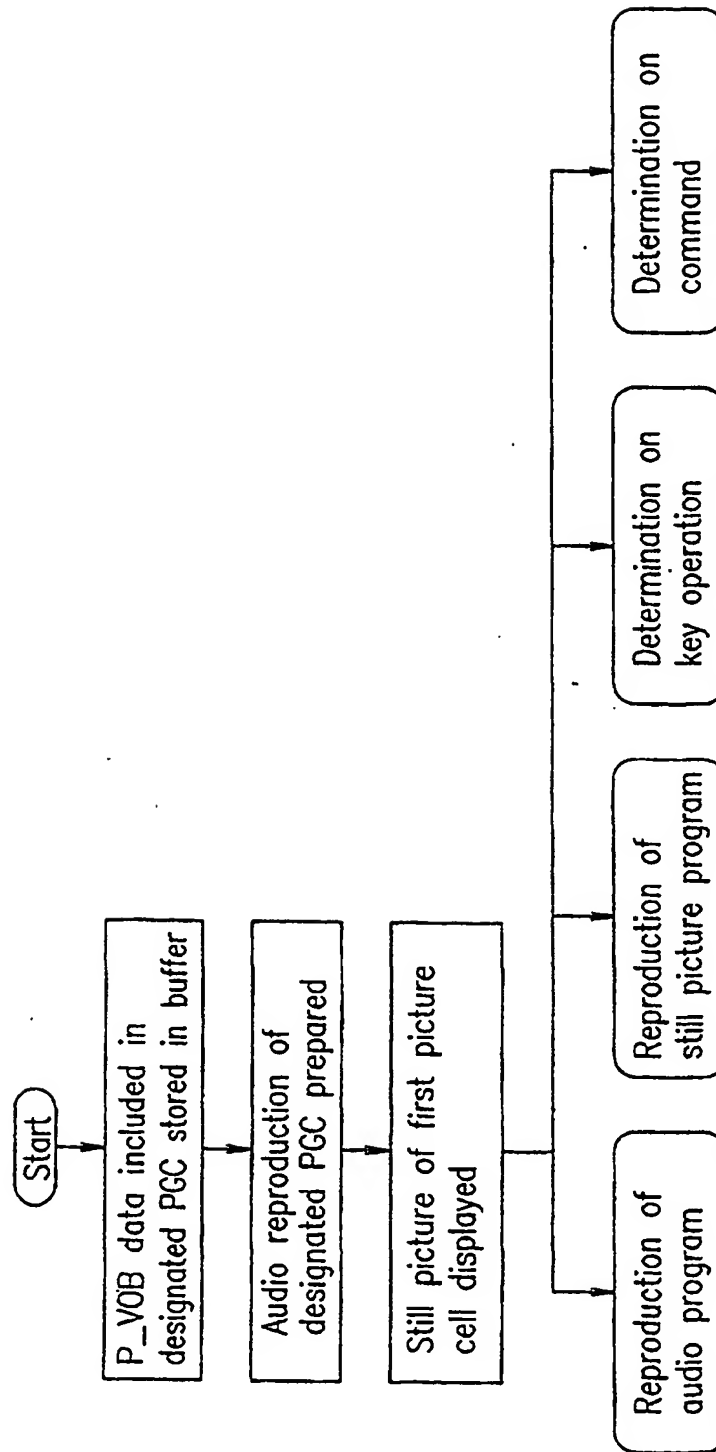 Start
P_VOB data included in
designated PGC stored in buffer
Audio reproduction of
designated PGC prepared
Still picture of first picture
cell displayed
Reproduction of
audio program
Reproduction of
still picture program
Determination on
key operation
Determination on
command